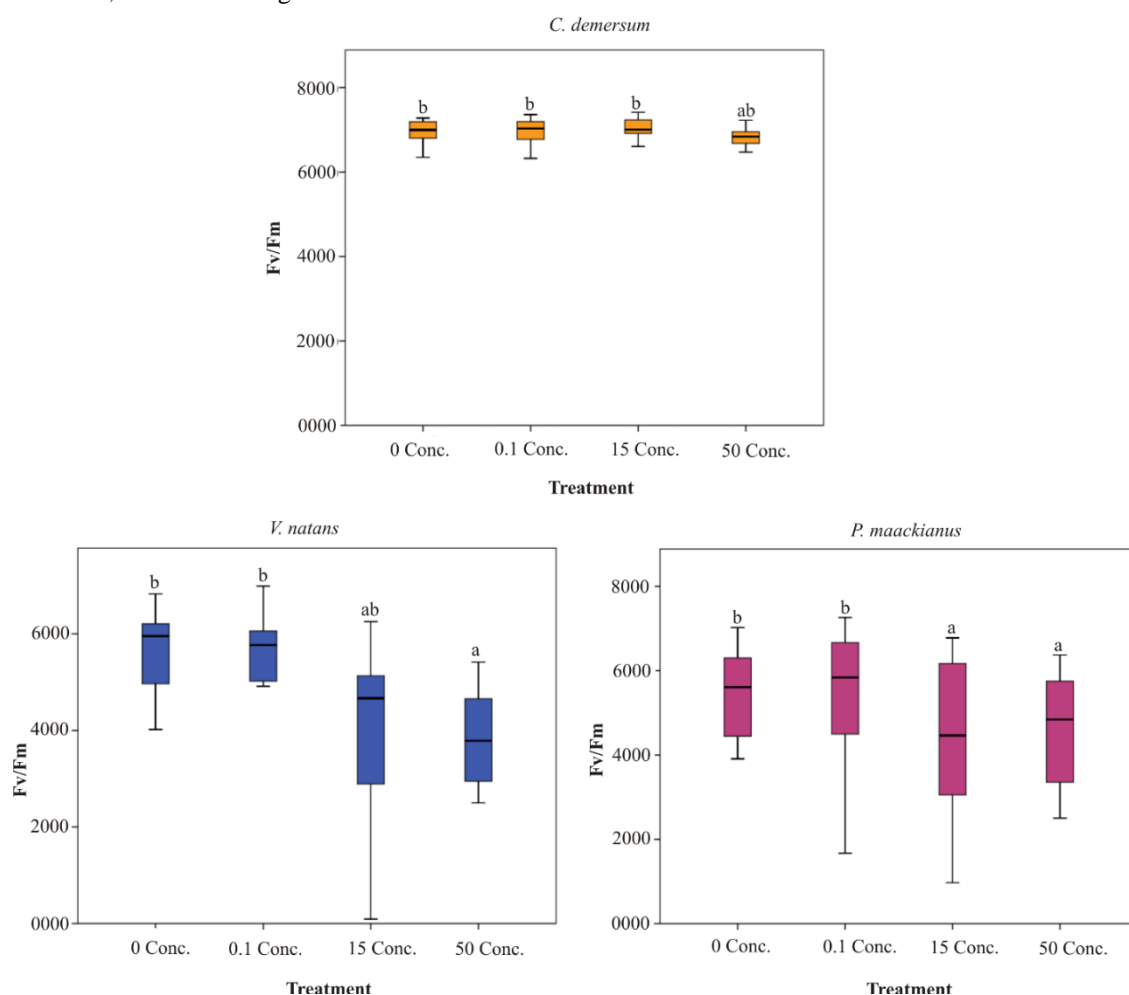 C. demersum
8000
6000
4000
2000
0000
Fv/Fm
b
b
b
ab
0 Conc.
0.1 Conc.
15 Conc.
50 Conc.
Treatment
V. natans
6000
4000
2000
0000
Fv/Fm
b
b
ab
a
0 Conc.
0.1 Conc.
15 Conc.
50 Conc.
Treatment
P. maackianus
8000
6000
4000
2000
0000
Fv/Fm
b
b
a
a
0 Conc.
0.1 Conc.
15 Conc.
50 Conc.
Treatment